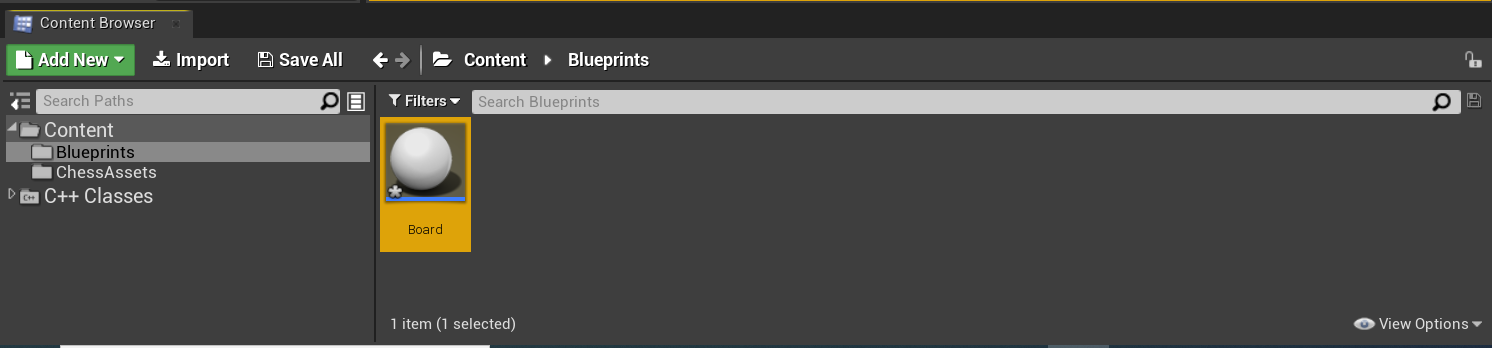 Content Browser
Add New Import Save All Content Blueprints
Search Paths Filters Search Blueprints
Content
Blueprints
ChessAssets
C++ Classes
Board
1 item (1 selected) View Options